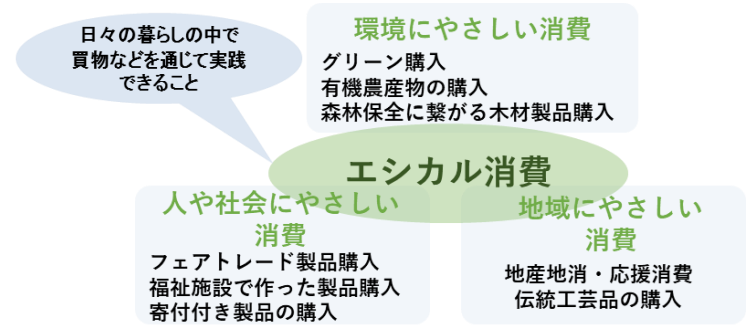 日々の暮らしの中で
買物などを通じて実践
できること
環境にやさしい消費
グリーン購入
有機農産物の購入
森林保全に繋がる木材製品購入
エシカル消費
人や社会にやさしい
消費
フェアトレード製品購入
福祉施設で作った製品購入
寄付付き製品の購入
地域にやさしい
消費
地産地消・応援消費
伝統工芸品の購入